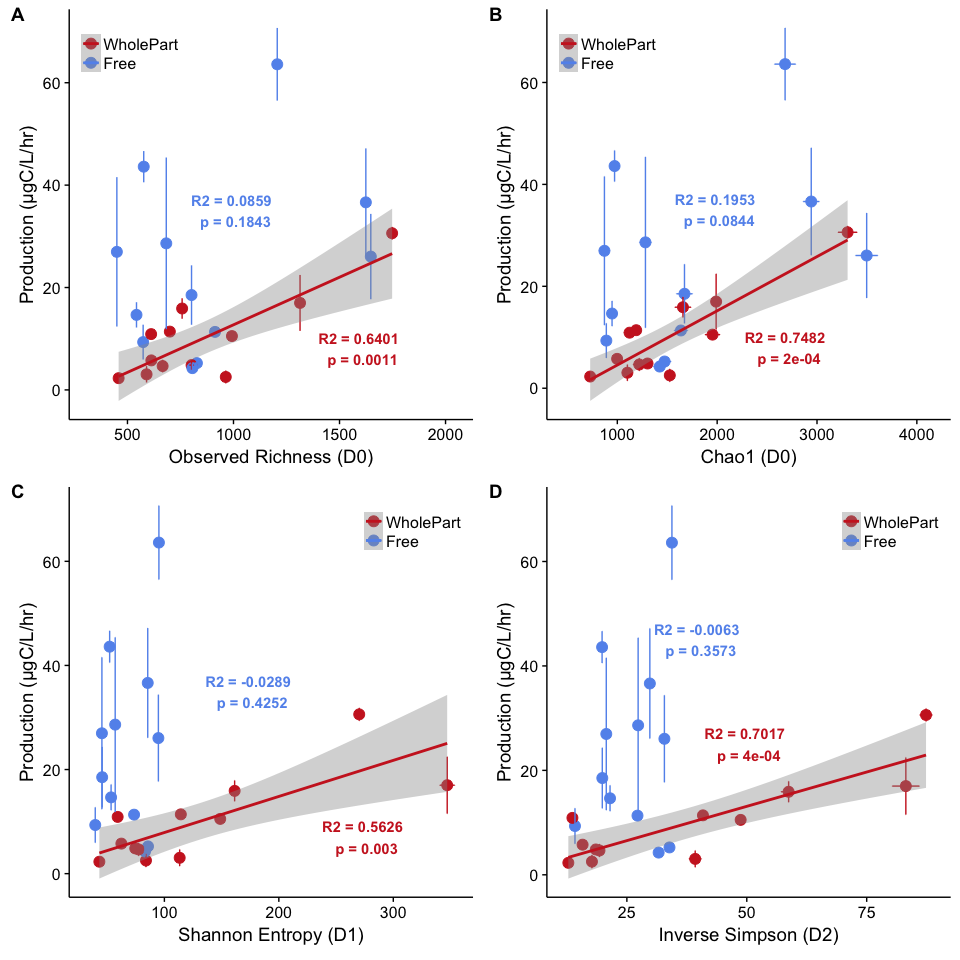 A
WholePart
Free
R2 = 0.0859
p = 0.1843
R2 = 0.6401
p = 0.0011
60
40
20
0
500
1000
1500
2000
Production (µgC/L/hr)
Observed Richness (D0)
B
WholePart
Free
R2 = 0.1953
p = 0.0844
R2 = 0.7482
p = 2e-04
60
40
20
0
1000
2000
3000
4000
Production (µgC/L/hr)
Chao1 (D0)
C
WholePart
Free
R2 = -0.0289
p = 0.4252
R2 = 0.5626
p = 0.003
60
40
20
0
100
200
300
Production (µgC/L/hr)
Shannon Entropy (D1)
D
WholePart
Free
R2 = -0.0063
p = 0.3573
R2 = 0.7017
p = 4e-04
60
40
20
0
25
50
75
Production (µgC/L/hr)
Inverse Simpson (D2)